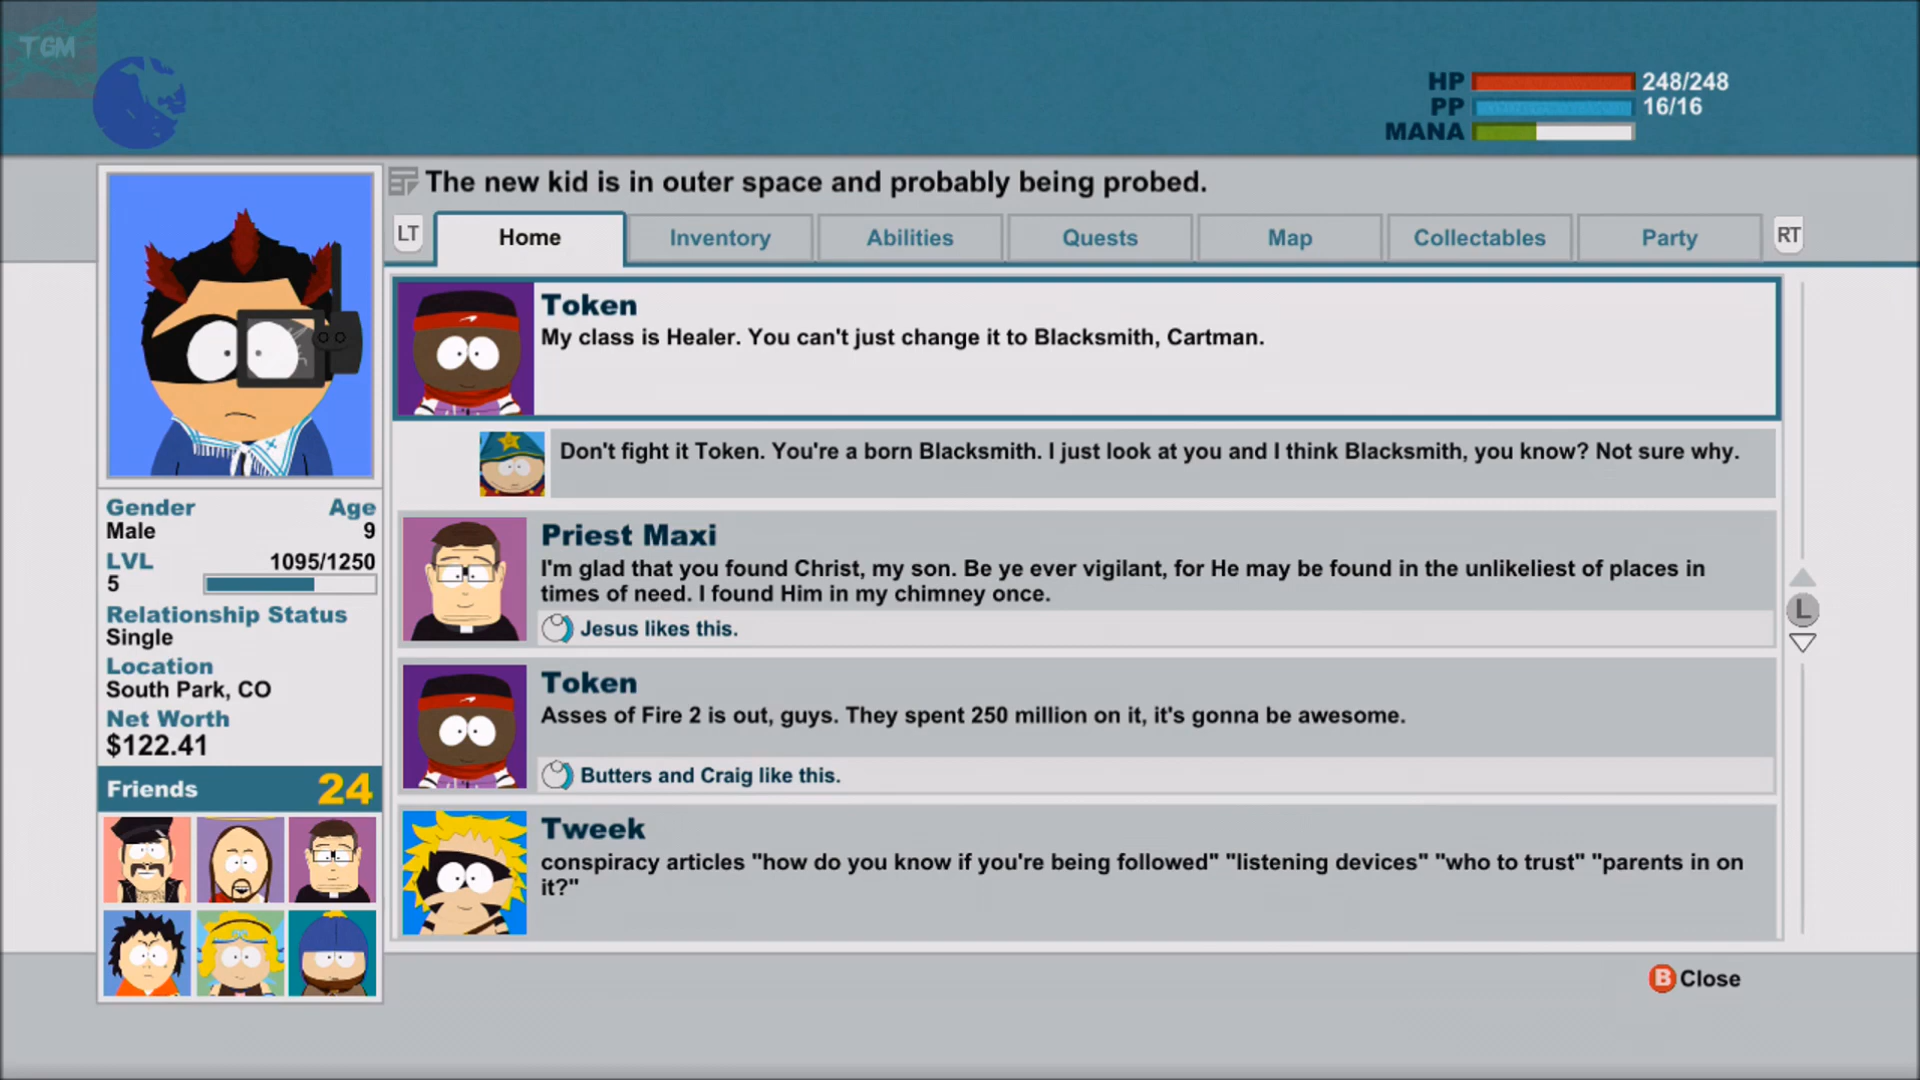 TGM
HP 248/248
PP 16/16
MANA
The new kid is in outer space and probably being probed.
LT Home Inventory Abilities Quests Map Collectables Party RT
Token
My class is Healer. You can't just change it to Blacksmith, Cartman.
Don't fight it Token. You're a born Blacksmith. I just look at you and I think Blacksmith, you know? Not sure why.
Priest Maxi
I'm glad that you found Christ, my son. Be ye ever vigilant, for He may be found in the unlikeliest of places in
times of need. I found Him in my chimney once.
Jesus likes this.
Token
Asses of Fire 2 is out, guys. They spent 250 million on it, it's gonna be awesome.
Butters and Craig like this.
Tweek
conspiracy articles "how do you know if you're being followed" "listening devices" "who to trust" "parents in on
it?"
Gender Age
Male 9
LVL 1095/1250
5
Relationship Status
Single
Location
South Park, CO
Net Worth
$122.41
Friends 24
L
B Close